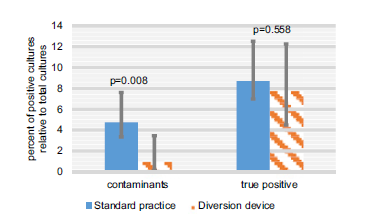 percent of positive cultures
relative to total cultures
14
12
10
8
6
4
2
0
p=0.008
p=0.558
contaminants
true positive
Standard practice
Diversion device